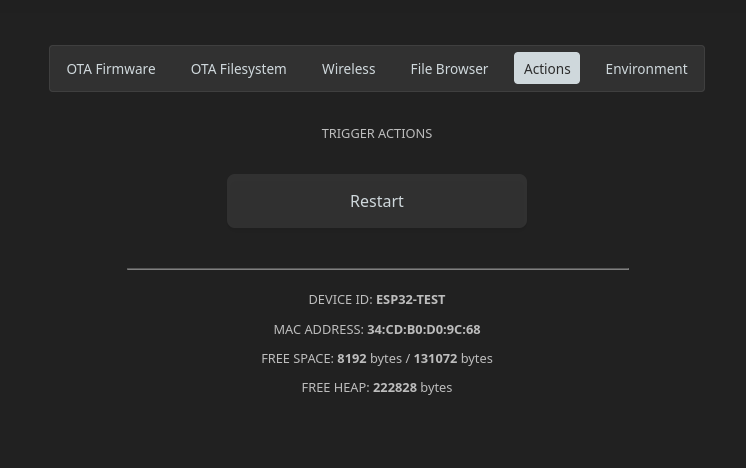 OTA Firmware OTA Filesystem Wireless File Browser Actions Environment
TRIGGER ACTIONS
Restart
DEVICE ID: ESP32-TEST
MAC ADDRESS: 34:CD:B0:D0:9C:68
FREE SPACE: 8192 bytes / 131072 bytes
FREE HEAP: 222828 bytes